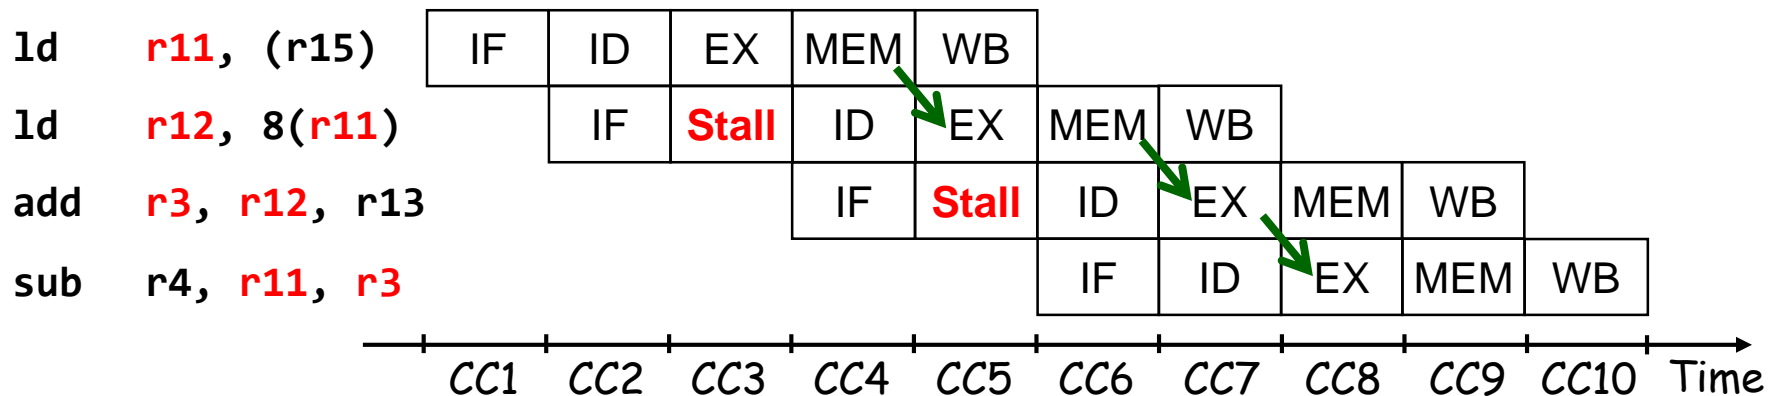 ld r11, (r15) IF ID EX MEM WB
ld r12, 8(r11) IF Stall ID EX MEM WB
add r3, r12, r13 IF Stall ID EX MEM WB
sub r4, r11, r3 IF ID EX MEM WB
CC1 CC2 CC3 CC4 CC5 CC6 CC7 CC8 CC9 CC10 Time